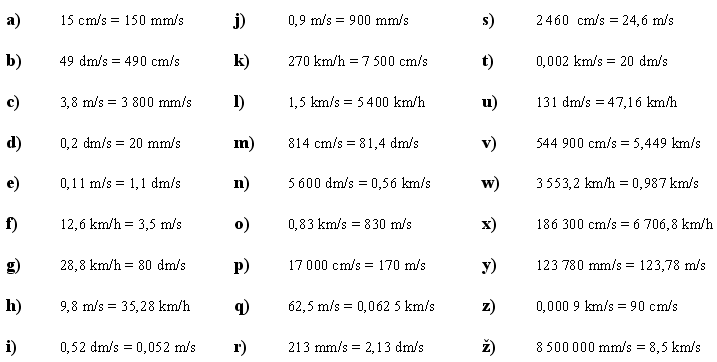 a) 15 cm/s = 150 mm/s j) 0,9 m/s = 900 mm/s s) 2 460 cm/s = 24,6 m/s
b) 49 dm/s = 490 cm/s k) 270 km/h = 7 500 cm/s t) 0,002 km/s = 20 dm/s
c) 3,8 m/s = 3 800 mm/s l) 1,5 km/s = 5 400 km/h u) 131 dm/s = 47,16 km/h
d) 0,2 dm/s = 20 mm/s m) 814 cm/s = 81,4 dm/s v) 544 900 cm/s = 5,449 km/s
e) 0,11 m/s = 1,1 dm/s n) 5 600 dm/s = 0,56 km/s w) 3 553,2 km/h = 0,987 km/s
f) 12,6 km/h = 3,5 m/s o) 0,83 km/s = 830 m/s x) 186 300 cm/s = 6 706,8 km/h
g) 28,8 km/h = 80 dm/s p) 17 000 cm/s = 170 m/s y) 123 780 mm/s = 123,78 m/s
h) 9,8 m/s = 35,28 km/h q) 62,5 m/s = 0,062 5 km/s z) 0,000 9 km/s = 90 cm/s
i) 0,52 dm/s = 0,052 m/s r) 213 mm/s = 2,13 dm/s ž) 8 500 000 mm/s = 8,5 km/s